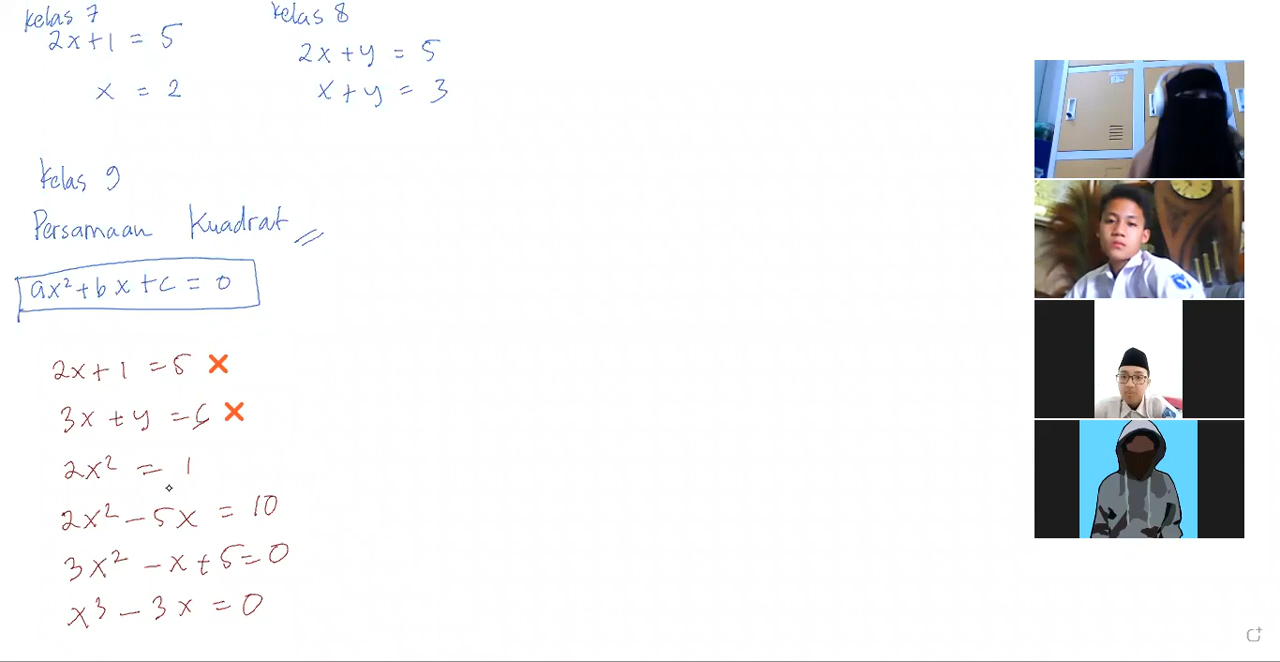 Kelas 7
2x+1 = 5
x = 2
Kelas 8
2x+y = 5
x+y = 3
Kelas 9
Persamaan Kuadrat
ax²+bx+c = 0
2x+1 =5 ×
3x+y = ×
2x² = 1
2x²-5x = 10
3x²-x+5=0
x³-3x=0